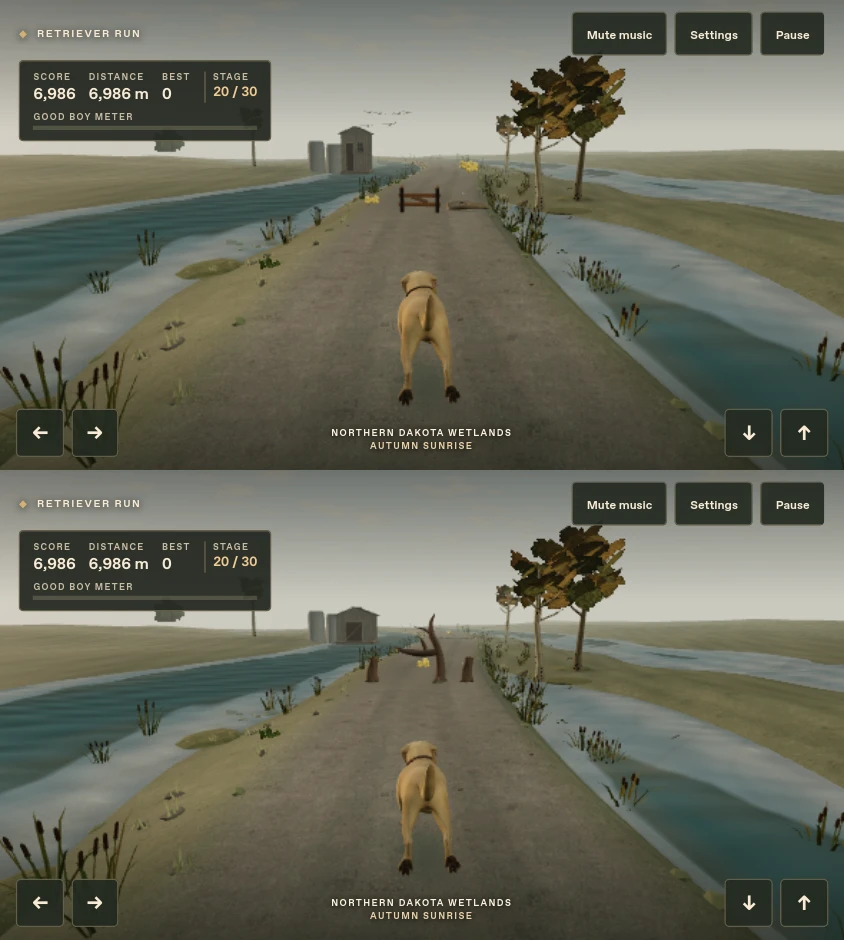 RETRIEVER RUN
Mute music Settings Pause
SCORE DISTANCE BEST STAGE
6,986 6,986 m 0 20 / 30
GOOD BOY METER
← → ↓ ↑
NORTHERN DAKOTA WETLANDS
AUTUMN SUNRISE
RETRIEVER RUN
Mute music Settings Pause
SCORE DISTANCE BEST STAGE
6,986 6,986 m 0 20 / 30
GOOD BOY METER
← → ↓ ↑
NORTHERN DAKOTA WETLANDS
AUTUMN SUNRISE